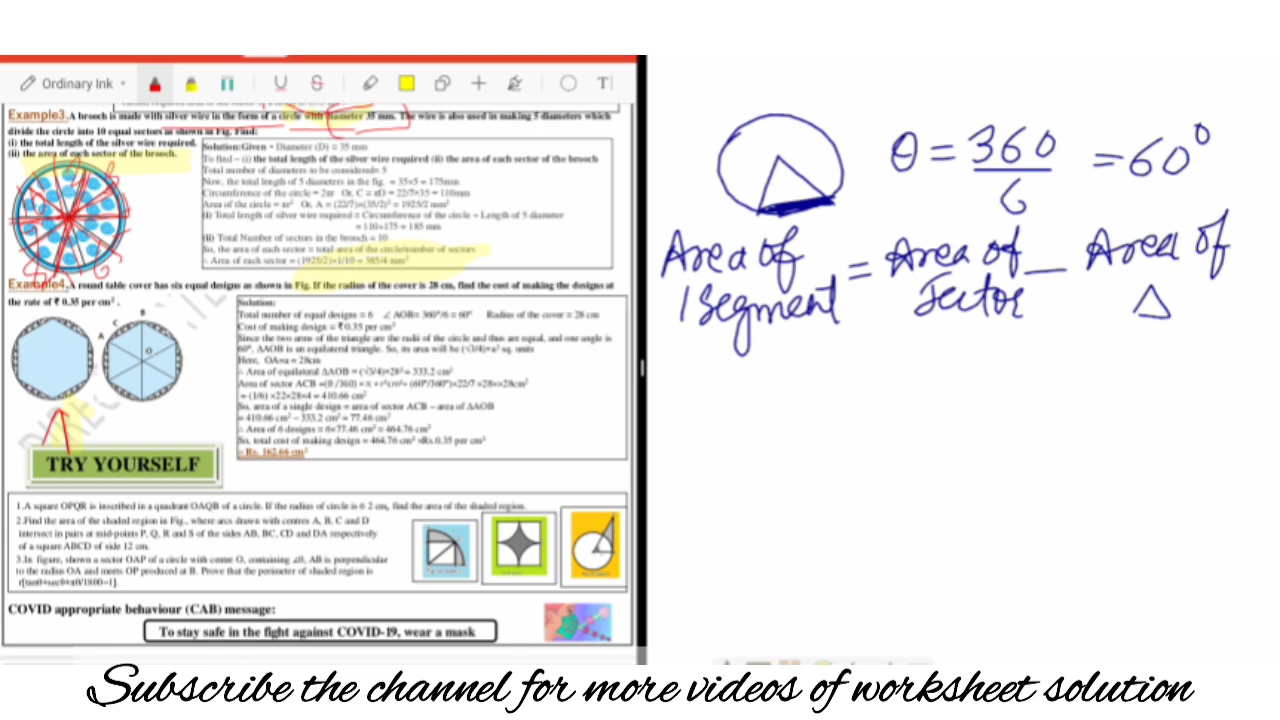 Ordinary Ink
Example3. A brooch is made with silver wire in the form of a circle with diameter 35 mm. The wire is also used in making 5 diameters which
divide the circle into 10 equal sectors as shown in Fig. Find:
(i) the total length of the silver wire required.
(ii) the area of each sector of the brooch.
Solution:Given - Diameter (D) = 35 mm
To find – (i) the total length of the silver wire required (ii) the area of each sector of the brooch
Total number of diameters to be considered= 5
Now, the total length of 5 diameters in the fig. = 35×5 = 175mm
Circumference of the circle = 2πr Or, C = πD = 22/7×35 = 110mm
Area of the circle = πr² Or, A = (22/7)×(35/2)² = 1925/2 mm²
(i) Total length of silver wire required = Circumference of the circle + Length of 5 diameter
= 110+175 = 185 mm
(ii) Total Number of sectors in the brooch = 10
So, the area of each sector = total area of the circle/number of sectors
∴ Area of each sector = (1925/2)×1/10 = 385/4 mm²
Example4. A round table cover has six equal designs as shown in Fig. If the radius of the cover is 28 cm, find the cost of making the designs at
the rate of ₹ 0.35 per cm².
Solution:
Total number of equal designs = 6 ∠ AOB= 360°/6 = 60° Radius of the cover = 28 cm
Cost of making design = ₹0.35 per cm²
Since the two arms of the triangle are the radii of the circle and thus are equal, and one angle is
60°, ΔAOB is an equilateral triangle. So, its area will be (√3/4)×a² sq. units
Here, OA=a = 28cm
∴ Area of equilateral ΔAOB = (√3/4)×28² = 333.2 cm²
Area of sector ACB =(θ /360) × π × r²cm²= (60°/360°)×22/7 ×28××28cm²
= (1/6) ×22×28×4 = 410.66 cm²
So, area of a single design = area of sector ACB – area of ΔAOB
= 410.66 cm² – 333.2 cm² = 77.46 cm²
∴ Area of 6 designs = 6×77.46 cm² = 464.76 cm²
So, total cost of making design = 464.76 cm² ×Rs.0.35 per cm²
= Rs. 162.66 cm²
B
C
A
O
TRY YOURSELF
1.A square OPQR is inscribed in a quadrant OAQB of a circle. If the radius of circle is 6 2 cm, find the area of the shaded region.
2.Find the area of the shaded region in Fig., where arcs drawn with centres A, B, C and D
intersect in pairs at mid-points P, Q, R and S of the sides AB, BC, CD and DA respectively
of a square ABCD of side 12 cm.
3.In figure, shown a sector OAP of a circle with centre O, containing ∠θ. AB is perpendicular
to the radius OA and meets OP produced at B. Prove that the perimeter of shaded region is
r[tanθ+secθ+πθ/1800−1].
COVID appropriate behaviour (CAB) message:
To stay safe in the fight against COVID-19, wear a mask
θ = 360/6 = 60°
Area of 1 Segment = Area of Sector – Area of Δ
Subscribe the channel for more videos of worksheet solution